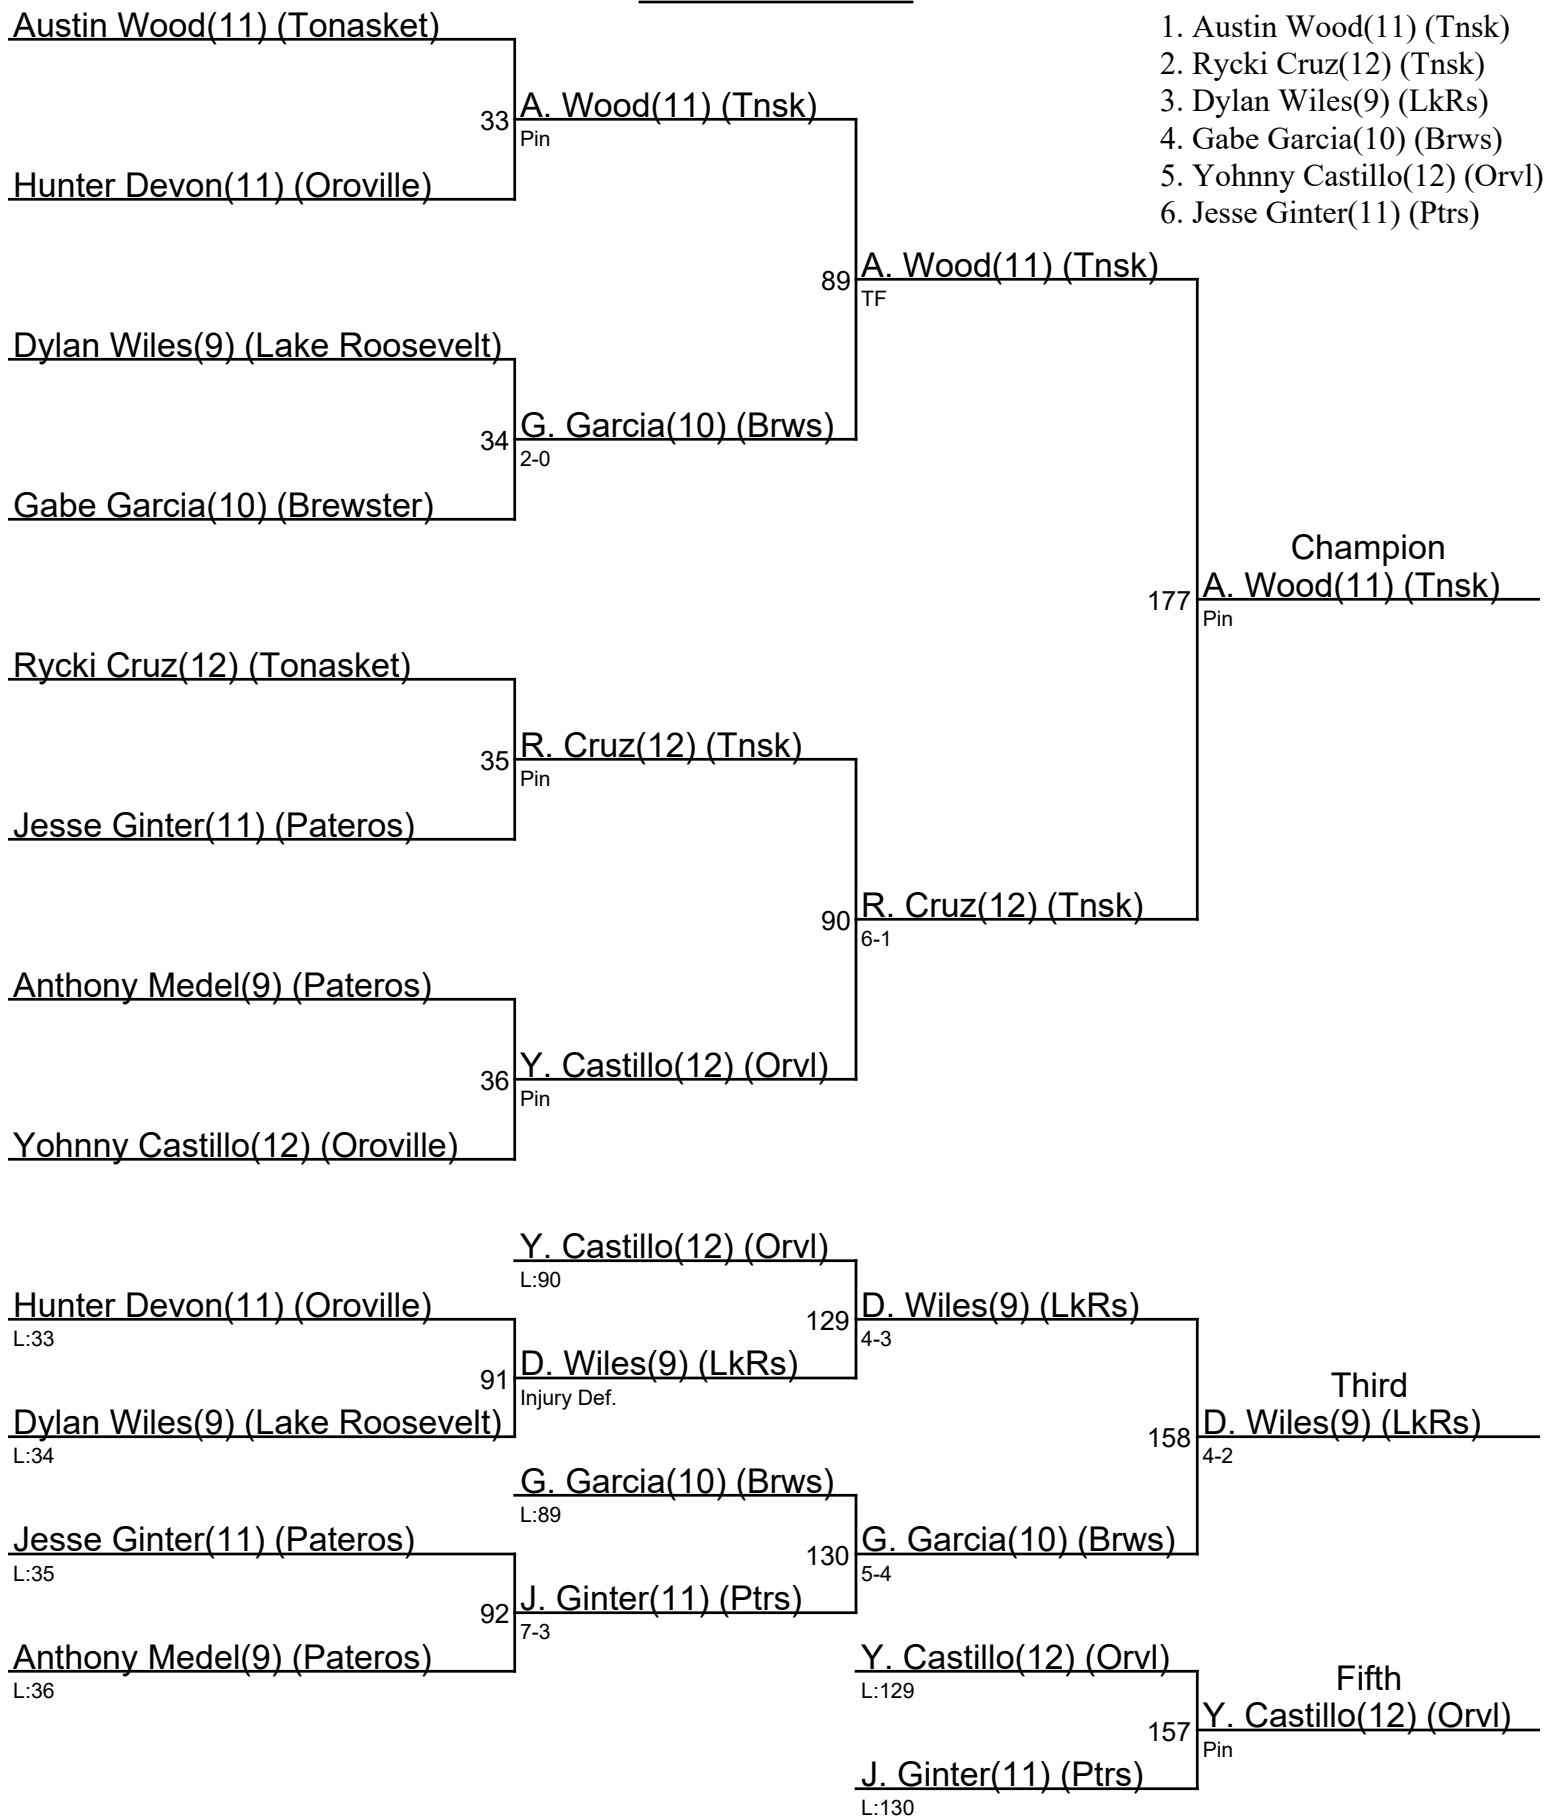 Austin Wood(11) (Tonasket)
1. Austin Wood(11) (Tnsk)
2. Rycki Cruz(12) (Tnsk)
3. Dylan Wiles(9) (LkRs)
4. Gabe Garcia(10) (Brws)
5. Yohnny Castillo(12) (Orvl)
6. Jesse Ginter(11) (Ptrs)
33 A. Wood(11) (Tnsk)
Pin
Hunter Devon(11) (Oroville)
89 A. Wood(11) (Tnsk)
TF
Dylan Wiles(9) (Lake Roosevelt)
34 G. Garcia(10) (Brws)
2-0
Gabe Garcia(10) (Brewster)
Champion
177 A. Wood(11) (Tnsk)
Pin
Rycki Cruz(12) (Tonasket)
35 R. Cruz(12) (Tnsk)
Pin
Jesse Ginter(11) (Pateros)
90 R. Cruz(12) (Tnsk)
6-1
Anthony Medel(9) (Pateros)
36 Y. Castillo(12) (Orvl)
Pin
Yohnny Castillo(12) (Oroville)
Y. Castillo(12) (Orvl)
L:90
Hunter Devon(11) (Oroville)
L:33
129 D. Wiles(9) (LkRs)
4-3
91 D. Wiles(9) (LkRs)
Injury Def.
Dylan Wiles(9) (Lake Roosevelt)
L:34
Third
158 D. Wiles(9) (LkRs)
4-2
G. Garcia(10) (Brws)
L:89
Jesse Ginter(11) (Pateros)
L:35
130 G. Garcia(10) (Brws)
5-4
92 J. Ginter(11) (Ptrs)
7-3
Anthony Medel(9) (Pateros)
L:36
Y. Castillo(12) (Orvl)
L:129
Fifth
157 Y. Castillo(12) (Orvl)
Pin
J. Ginter(11) (Ptrs)
L:130